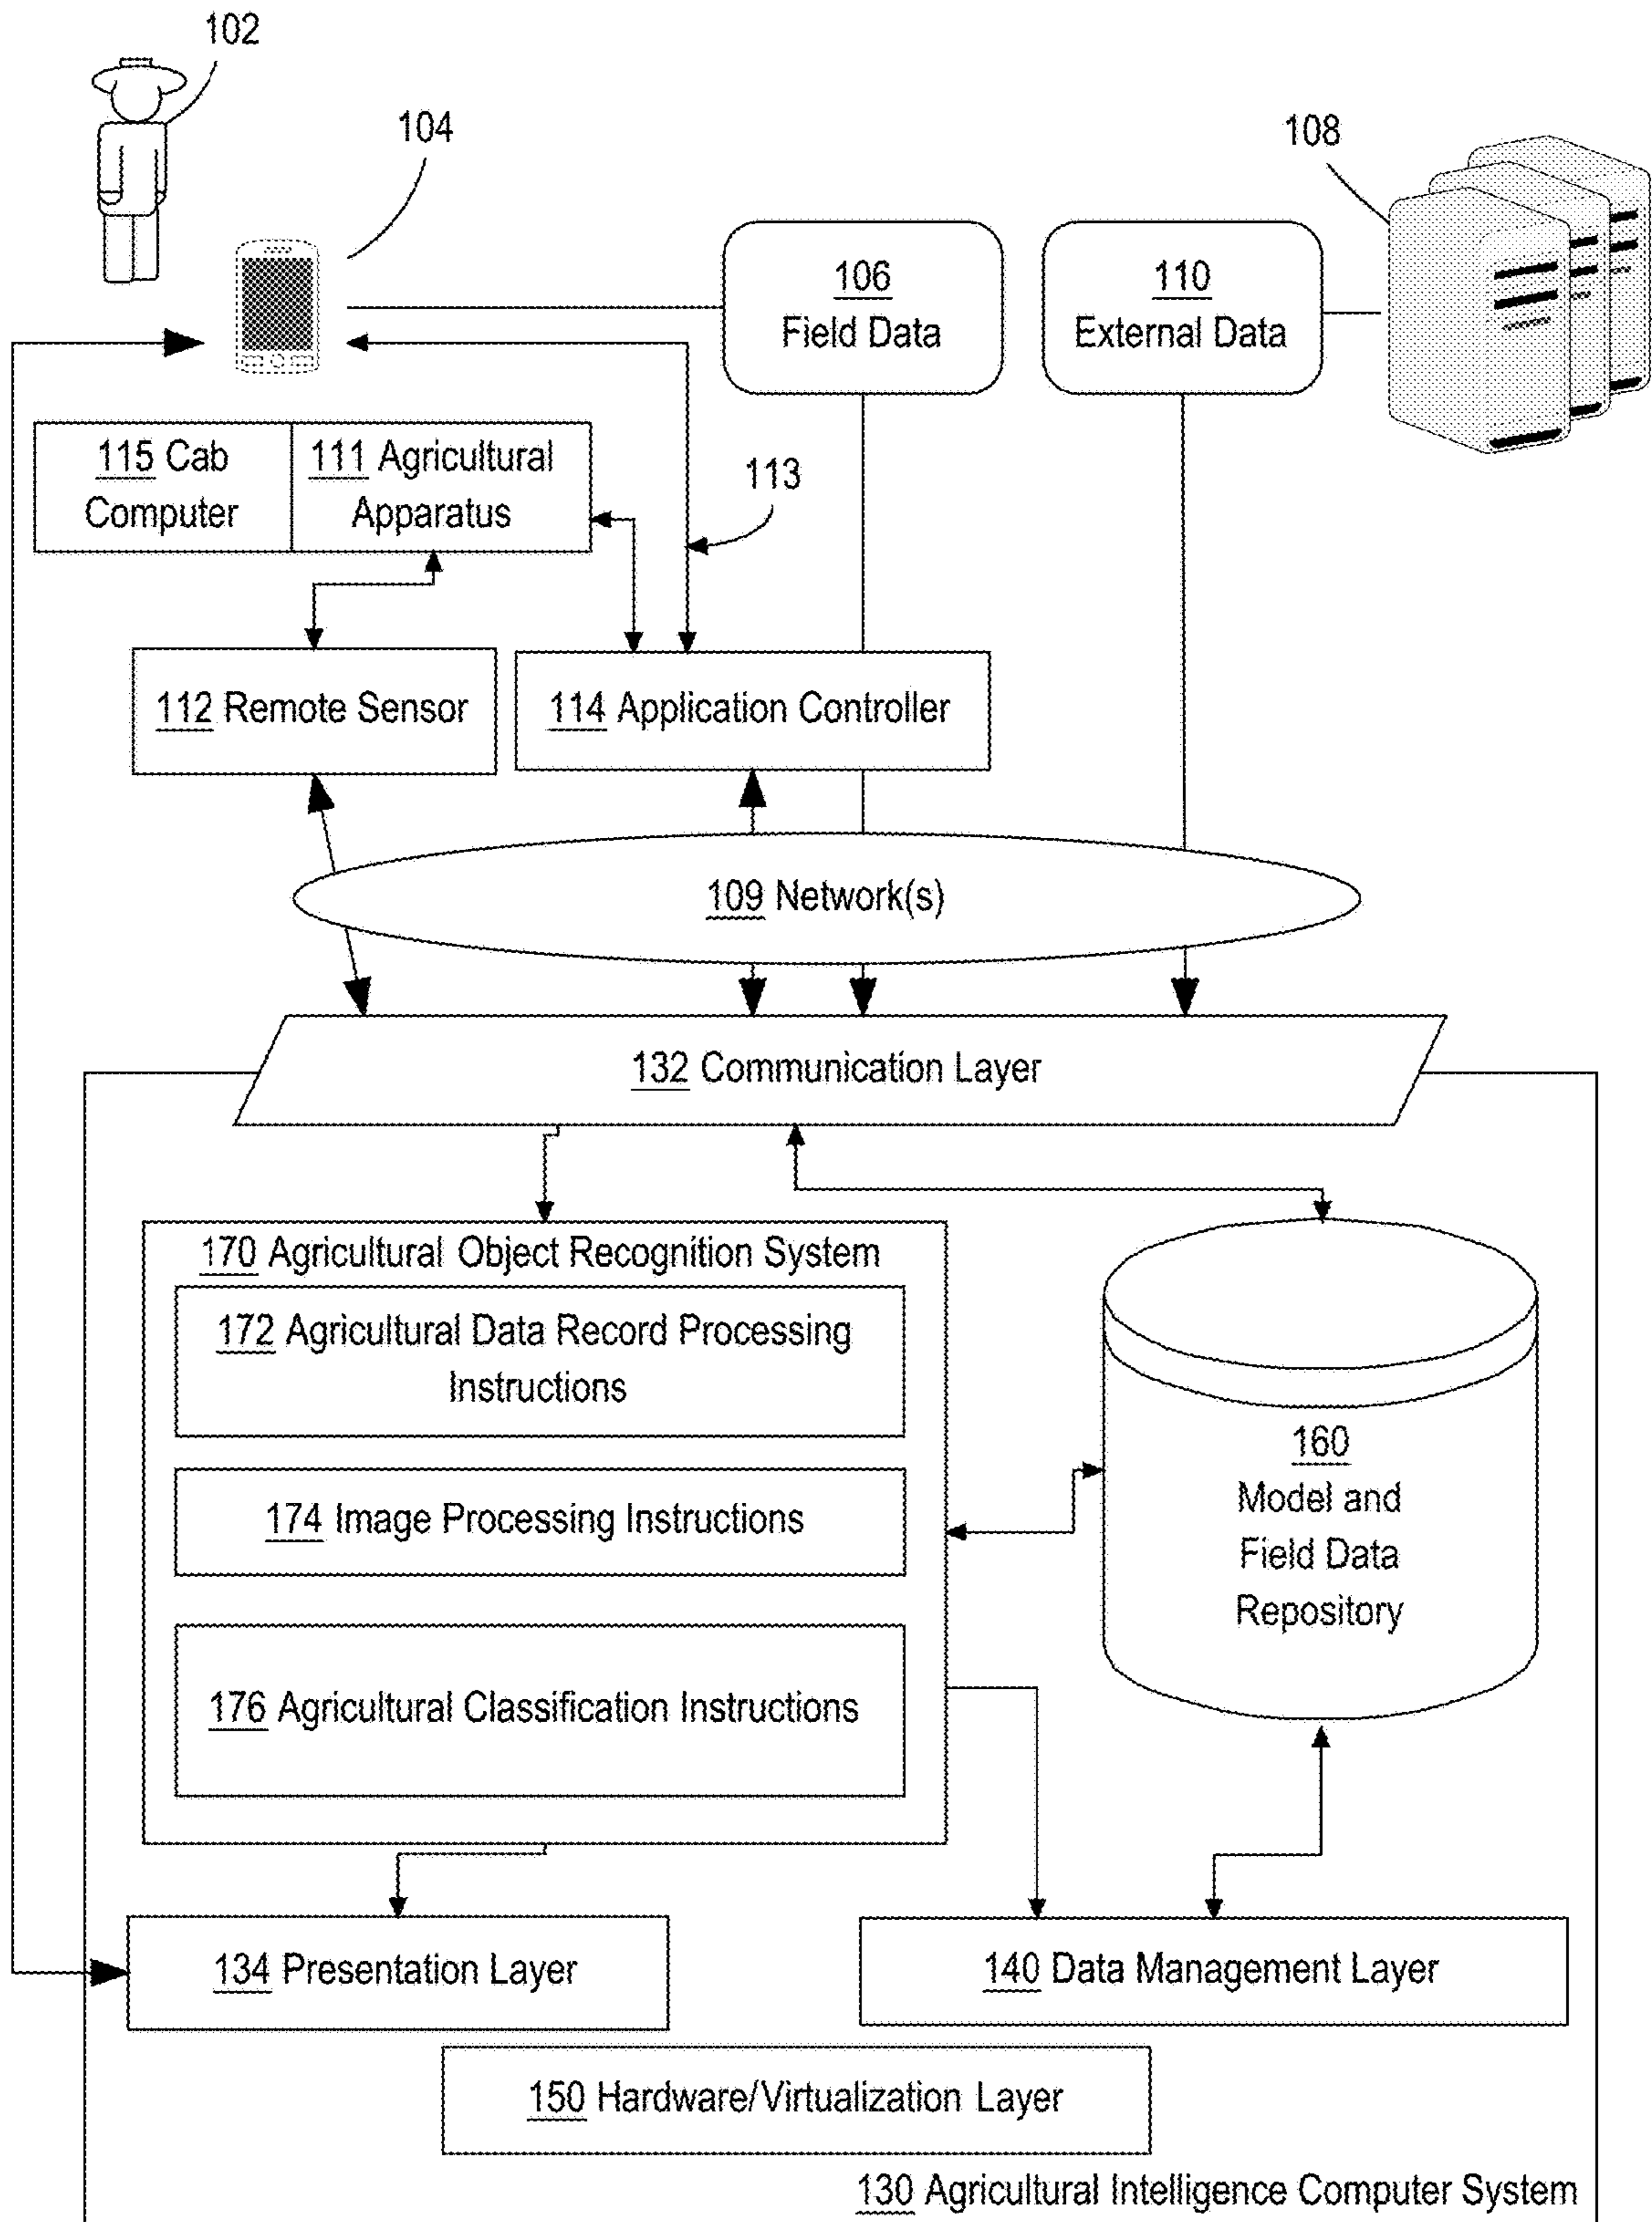 102
104
108
106
Field Data
110
External Data
115 Cab
Computer
111 Agricultural
Apparatus
113
112 Remote Sensor
114 Application Controller
109 Network(s)
132 Communication Layer
170 Agricultural Object Recognition System
172 Agricultural Data Record Processing
Instructions
174 Image Processing Instructions
176 Agricultural Classification Instructions
160
Model and
Field Data
Repository
134 Presentation Layer
140 Data Management Layer
150 Hardware/Virtualization Layer
130 Agricultural Intelligence Computer System